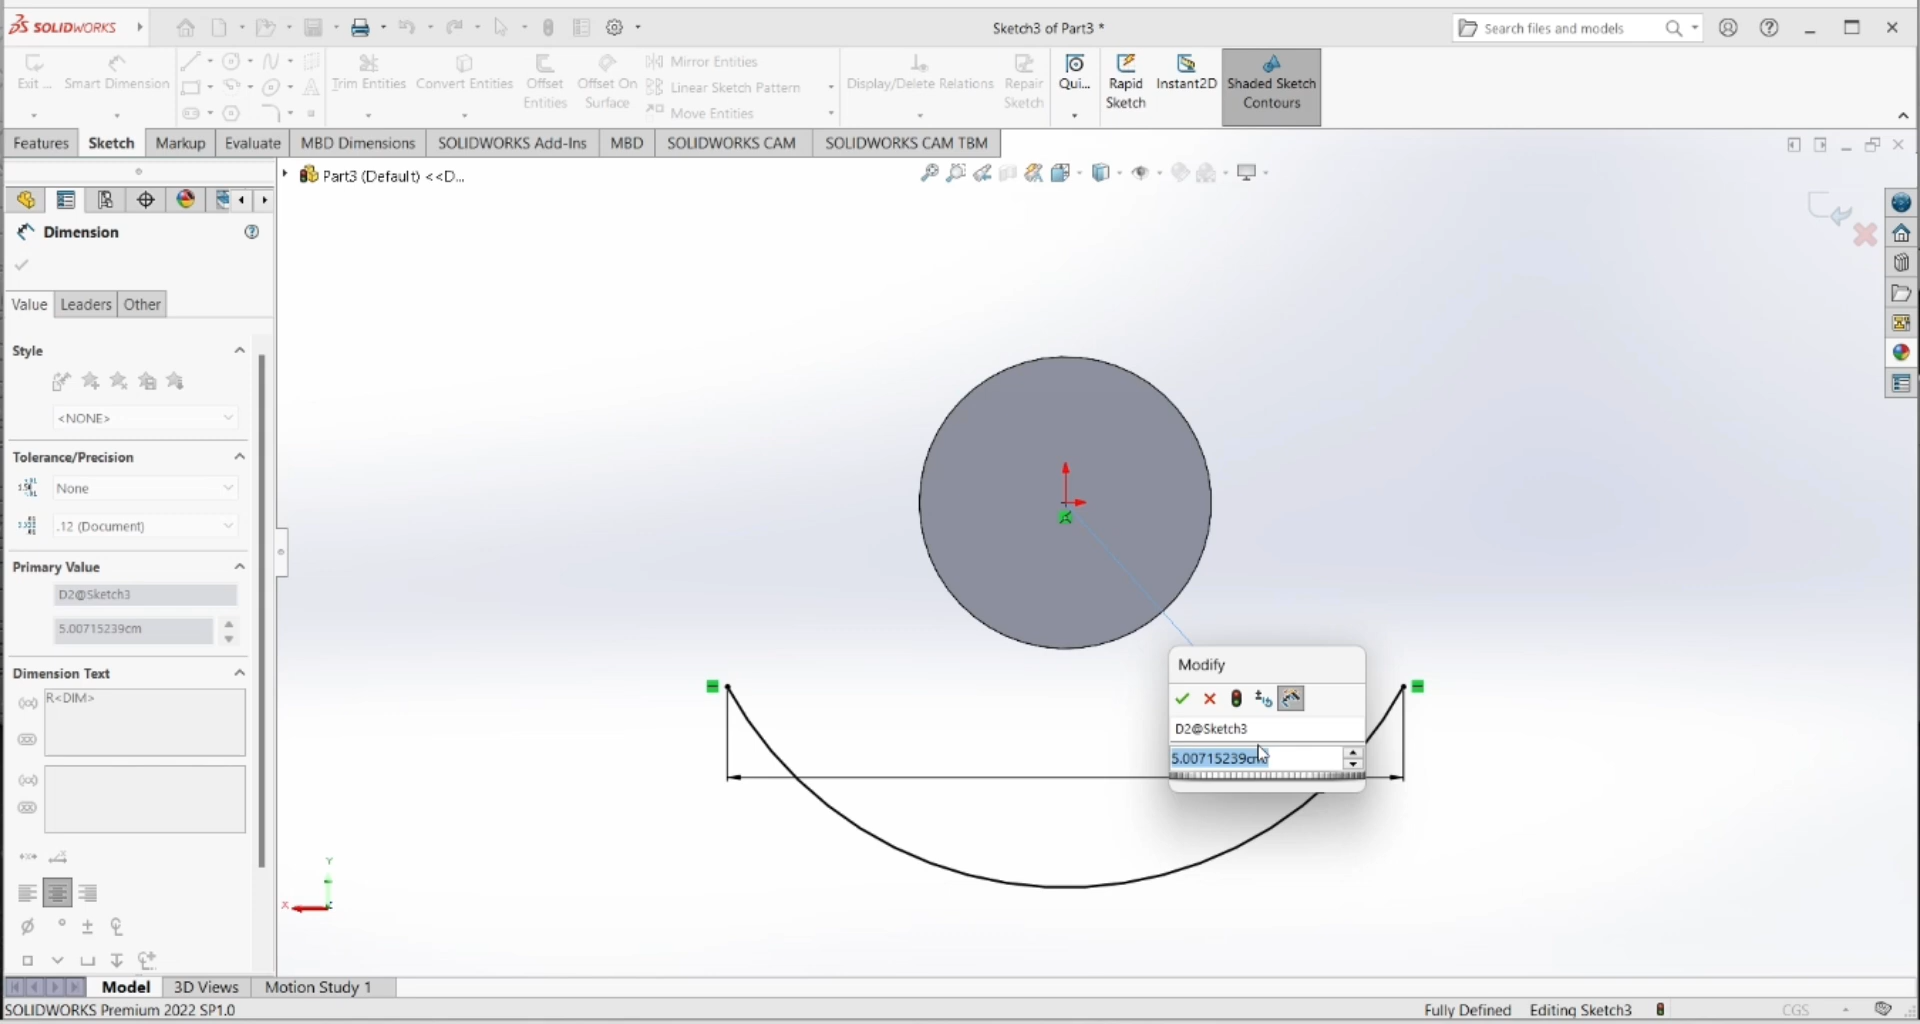 SOLIDWORKS
Sketch3 of Part3 *
Search files and models
Exit ...
Smart Dimension
Trim Entities
Convert Entities
Offset Entities
Offset On Surface
Mirror Entities
Linear Sketch Pattern
Move Entities
Display/Delete Relations
Repair Sketch
Qui...
Rapid Sketch
Instant2D
Shaded Sketch Contours
Features
Sketch
Markup
Evaluate
MBD Dimensions
SOLIDWORKS Add-Ins
MBD
SOLIDWORKS CAM
SOLIDWORKS CAM TBM
Part3 (Default) <<D...
Dimension
Value
Leaders
Other
Style
<NONE>
Tolerance/Precision
None
.12 (Document)
Primary Value
D2@Sketch3
5.00715239cm
Dimension Text
R<DIM>
Modify
D2@Sketch3
5.00715239cm
Y
X
Model
3D Views
Motion Study 1
SOLIDWORKS Premium 2022 SP1.0
Fully Defined
Editing Sketch3
CGS